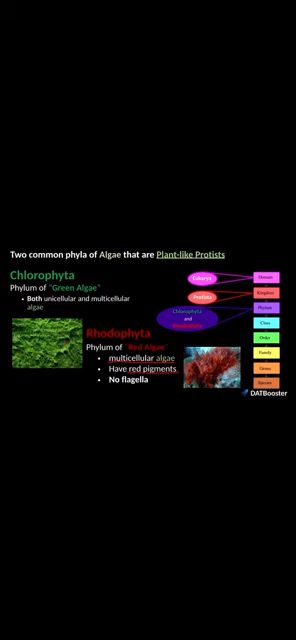 Two common phyla of Algae that are Plant-like Protists
Chlorophyta
Phylum of "Green Algae"
• Both unicellular and multicellular
algae
Rhodophyta
Phylum of "Red Algae"
• multicellular algae
• Have red pigments
• No flagella
Eukarya
Protista
Chlorophyta
and
Rhodophyta
Domain
Kingdom
Phylum
Class
Order
Family
Genus
Species
DATBooster